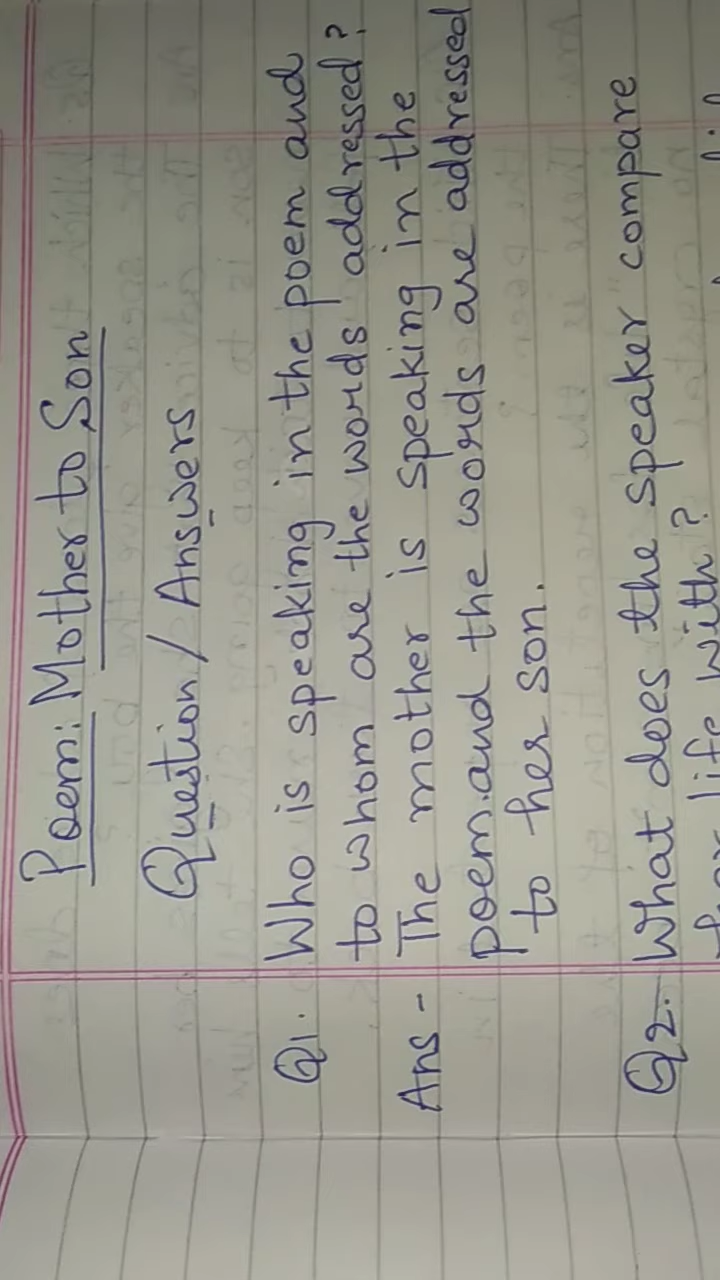 Poem: Mother to Son
Question/Answers
Q1. Who is speaking in the poem and
to whom are the words addressed?
Ans - The mother is speaking in the
poem.and the words are addressed
to her son.
Q2. What does the speaker compare
her life with?